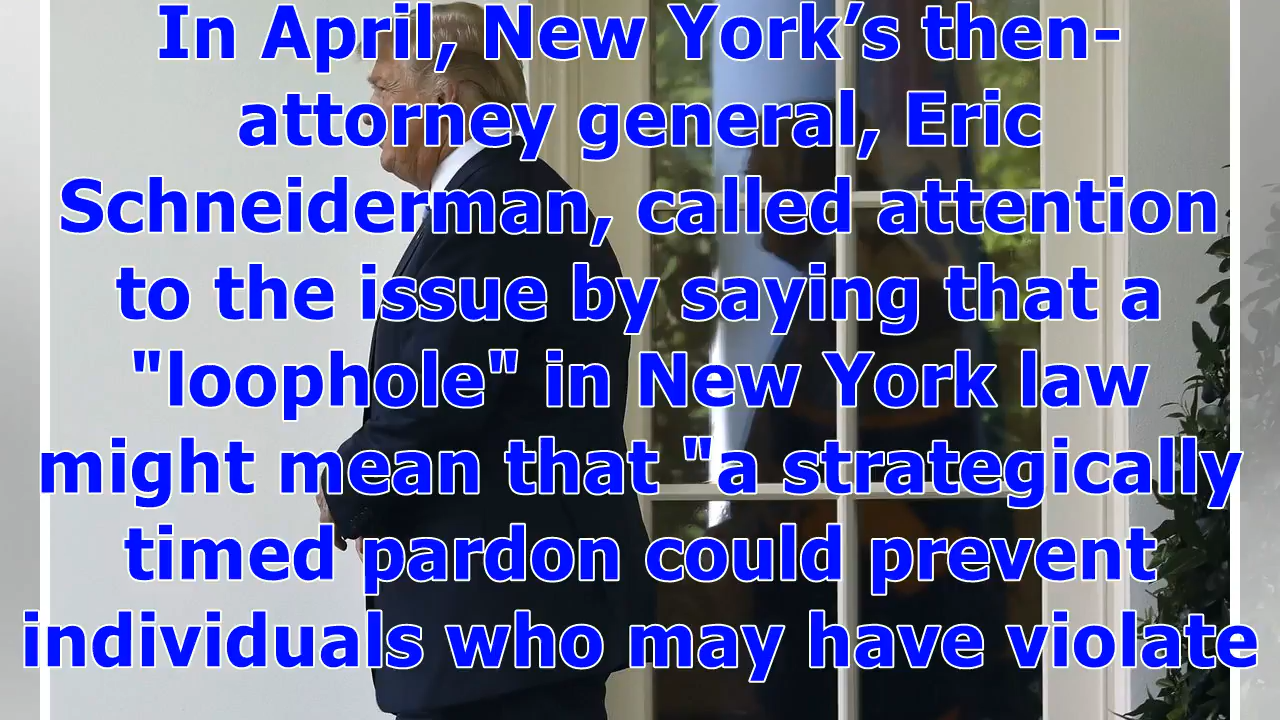 In April, New York’s then-
attorney general, Eric
Schneiderman, called attention
to the issue by saying that a
"loophole" in New York law
might mean that "a strategically
timed pardon could prevent
individuals who may have violate